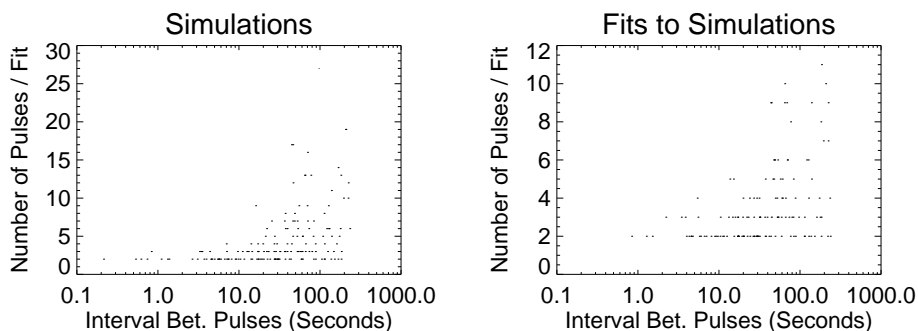 Simulations
Number of Pulses / Fit
30
25
20
15
10
5
0
0.1 1.0 10.0 100.0 1000.0
Interval Bet. Pulses (Seconds)
Fits to Simulations
Number of Pulses / Fit
12
10
8
6
4
2
0
0.1 1.0 10.0 100.0 1000.0
Interval Bet. Pulses (Seconds)